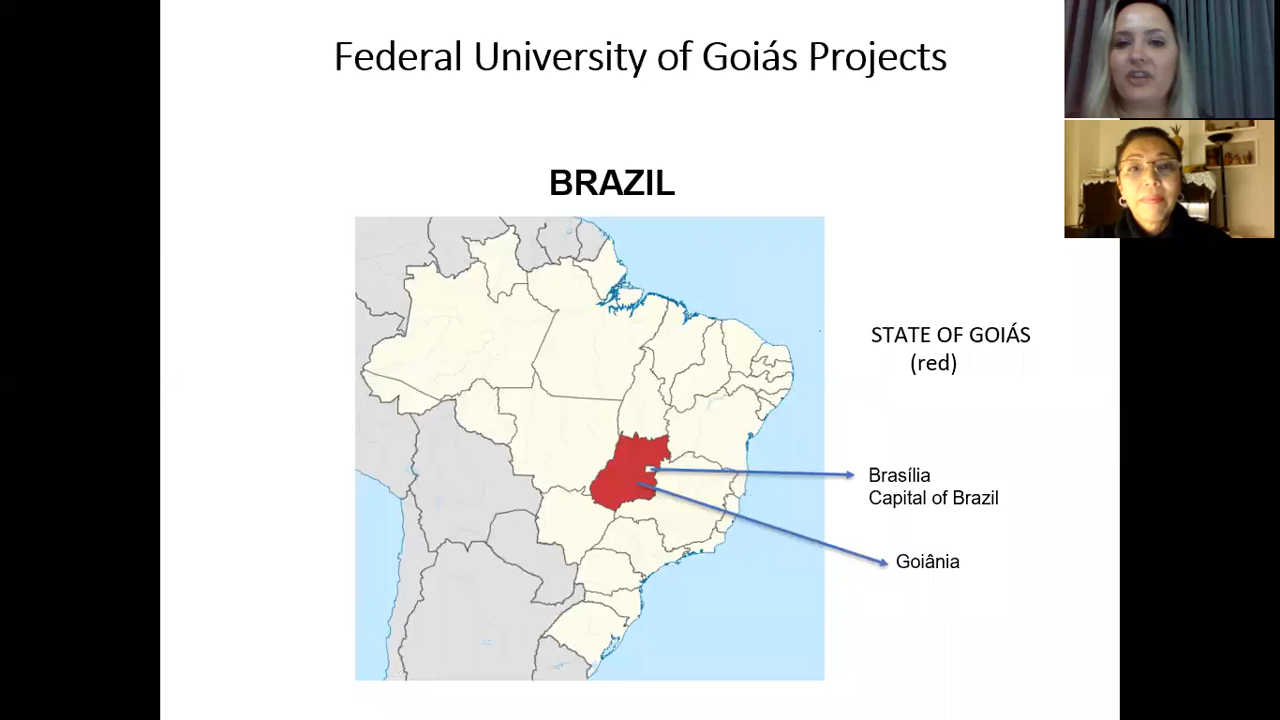 Federal University of Goiás Projects
BRAZIL
STATE OF GOIÁS
(red)
Brasília
Capital of Brazil
Goiânia